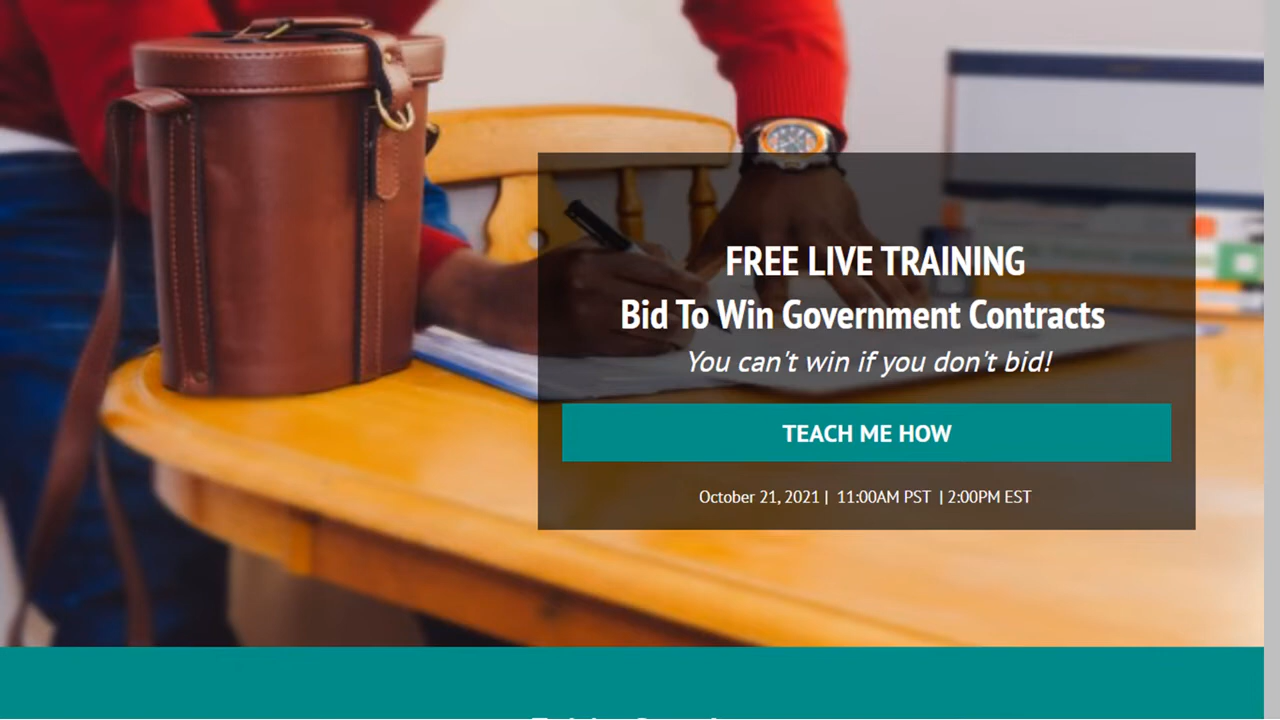 FREE LIVE TRAINING
Bid To Win Government Contracts
You can't win if you don't bid!
TEACH ME HOW
October 21, 2021 | 11:00AM PST | 2:00PM EST